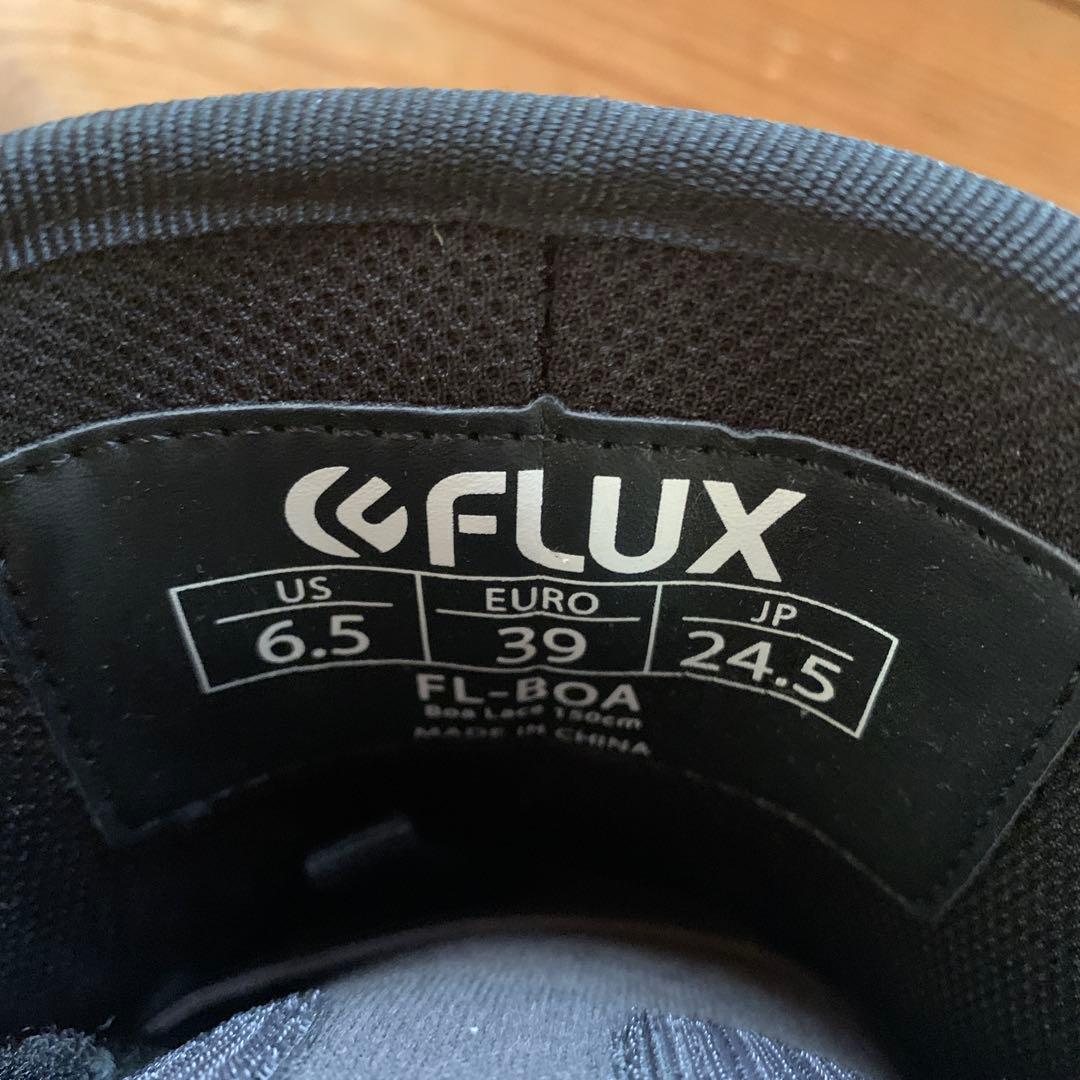 FLUX
US EURO JP
6.5 39 24.5
FL-BOA
Boa Lace 150cm
MADE IN CHINA